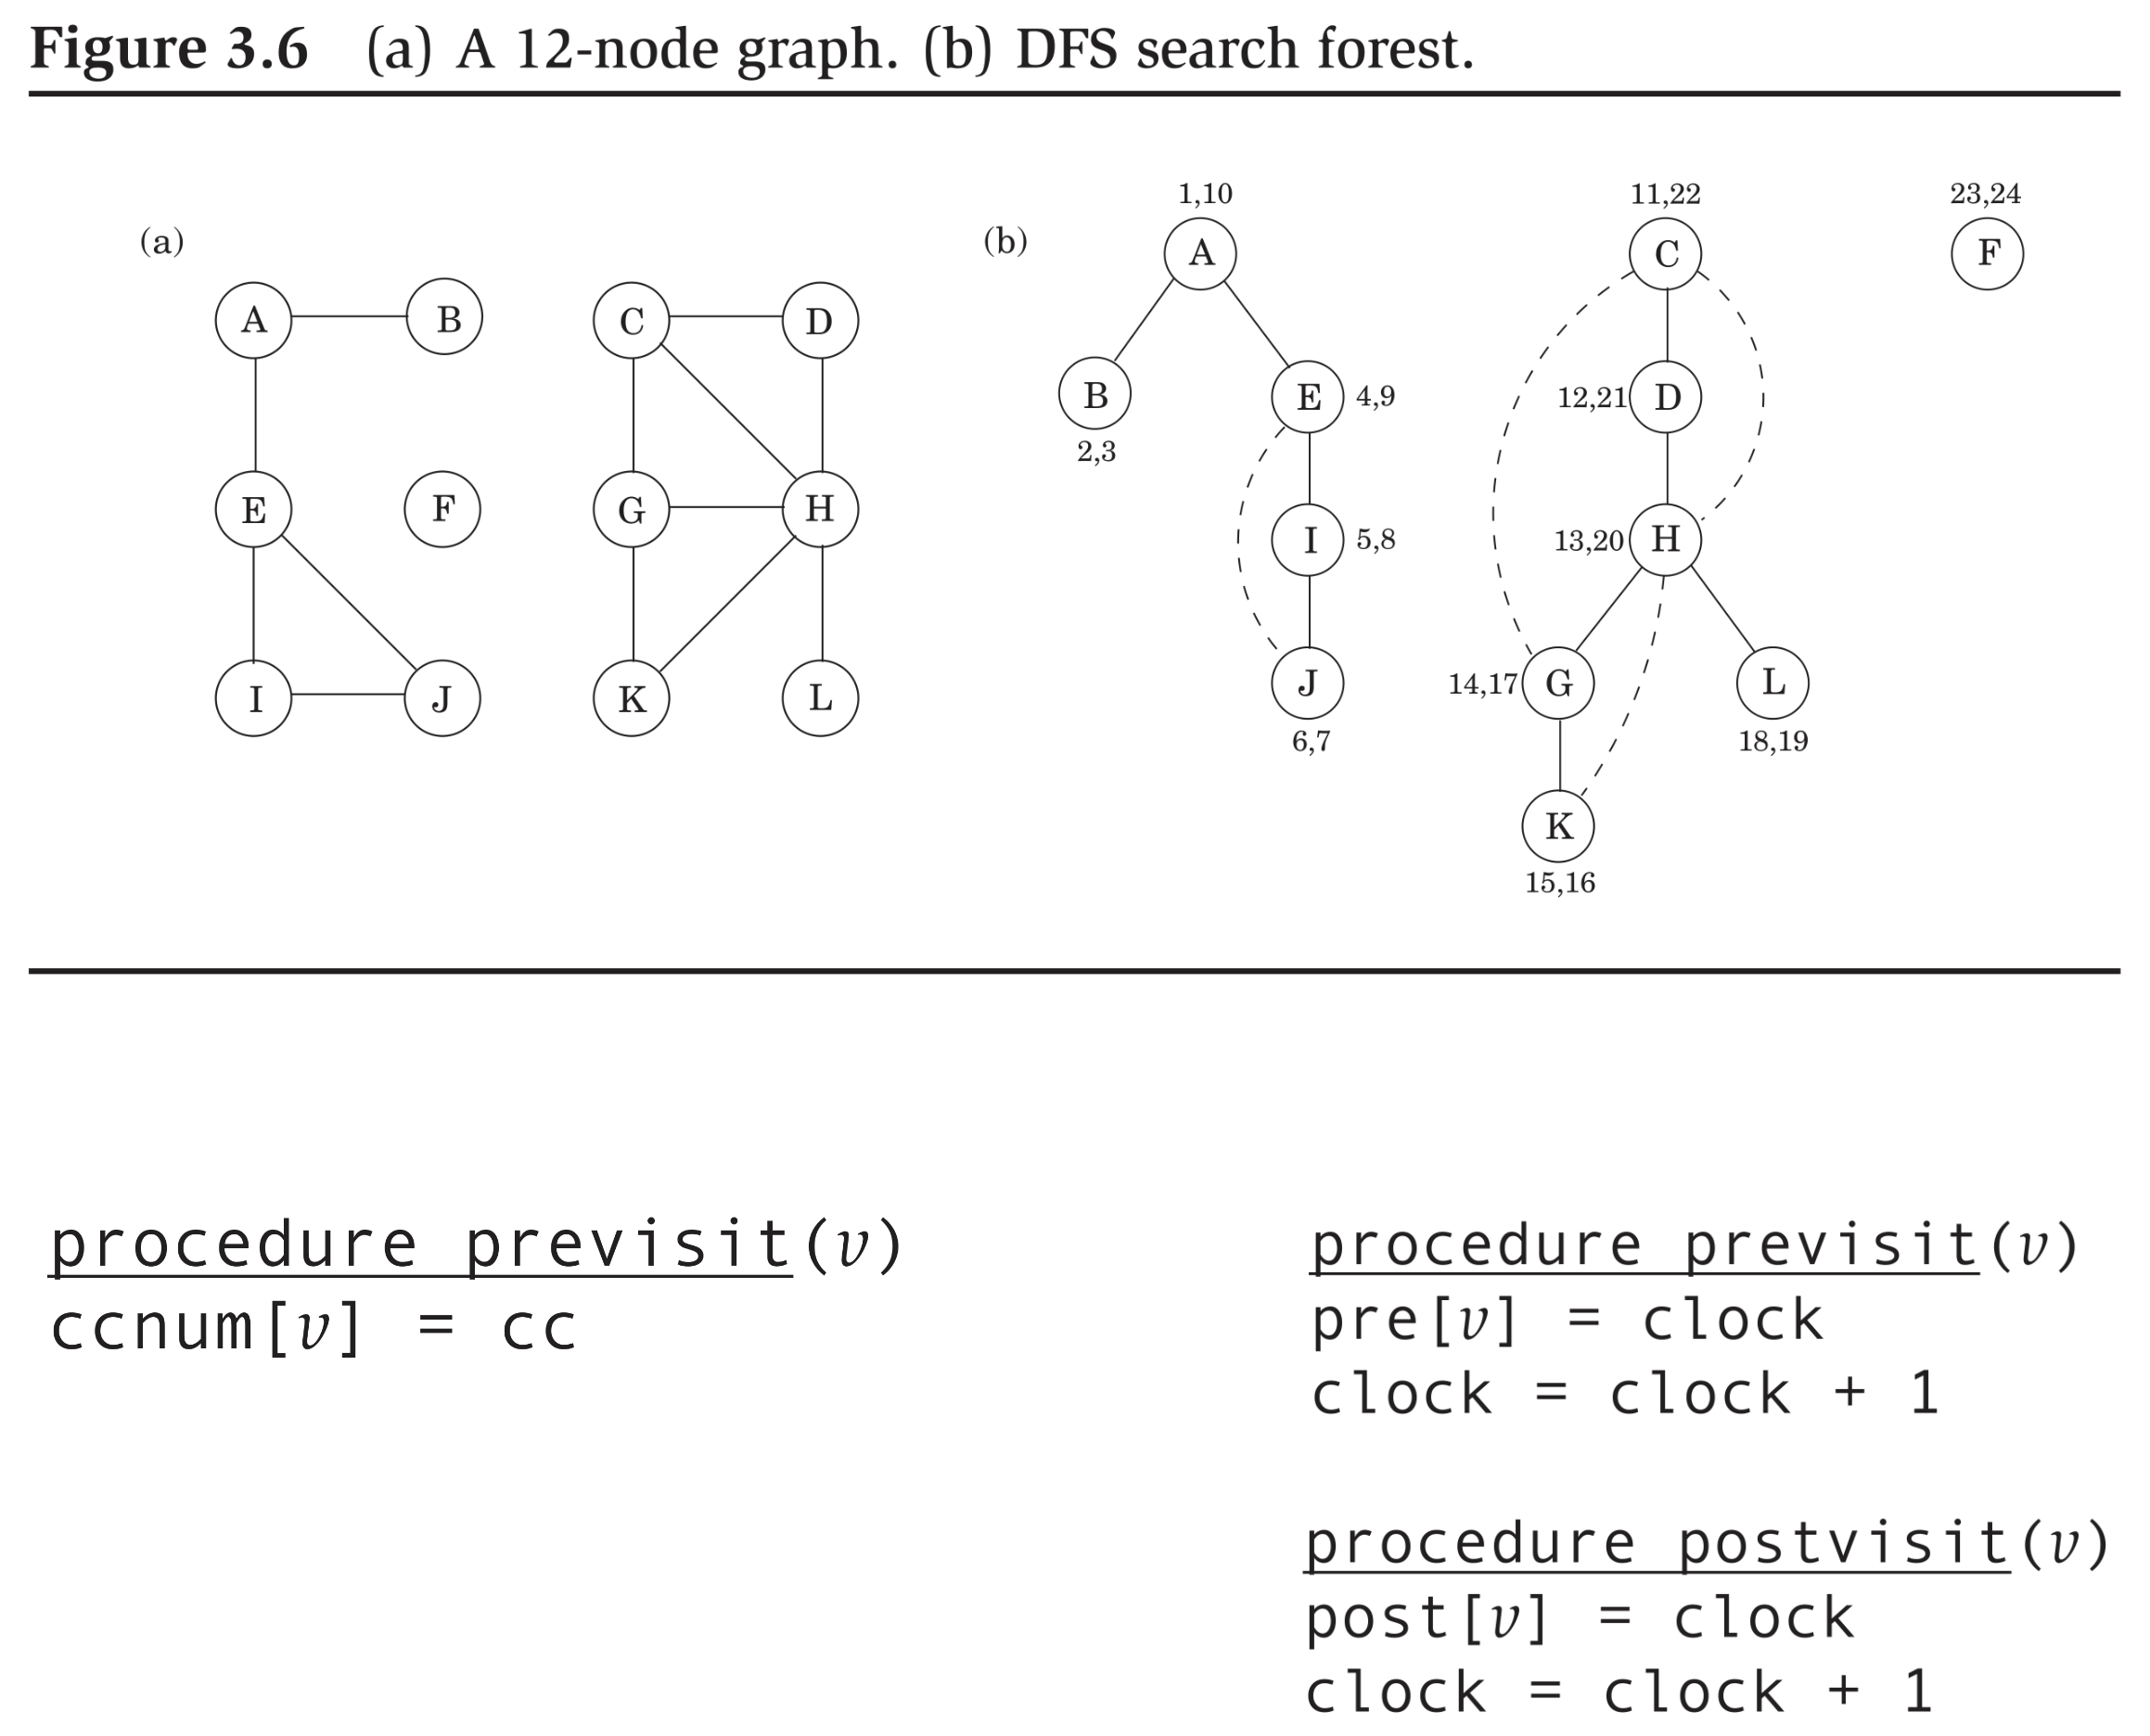 Figure 3.6 (a) A 12-node graph. (b) DFS search forest.
(a)
A B C D
E F G H
I J K L
(b)
1,10 11,22 23,24
A C F
B E 4,9 12,21 D
2,3
I 5,8 13,20 H
J 14,17 G L
6,7 18,19
K
15,16
procedure previsit(v)
ccnum[v] = cc
procedure previsit(v)
pre[v] = clock
clock = clock + 1
procedure postvisit(v)
post[v] = clock
clock = clock + 1